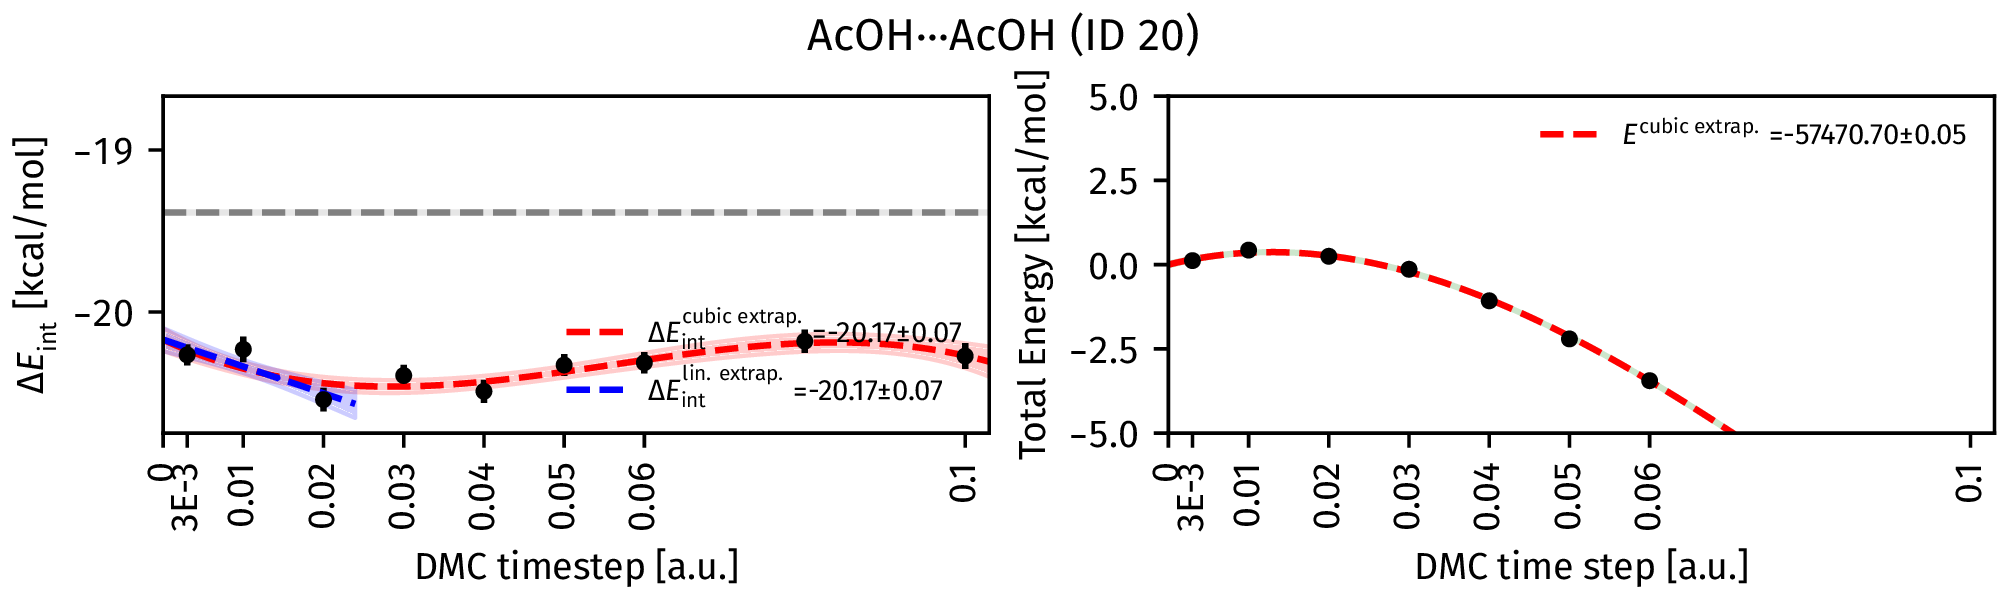 AcOH···AcOH (ID 20)
ΔE_int [kcal/mol]
−19
−20
ΔE_int^cubic extrap. =-20.17±0.07
ΔE_int^lin. extrap. =-20.17±0.07
0
3E-3
0.01
0.02
0.03
0.04
0.05
0.06
0.1
DMC timestep [a.u.]
Total Energy [kcal/mol]
5.0
2.5
0.0
−2.5
−5.0
E^cubic extrap. =-57470.70±0.05
0
3E-3
0.01
0.02
0.03
0.04
0.05
0.06
0.1
DMC time step [a.u.]